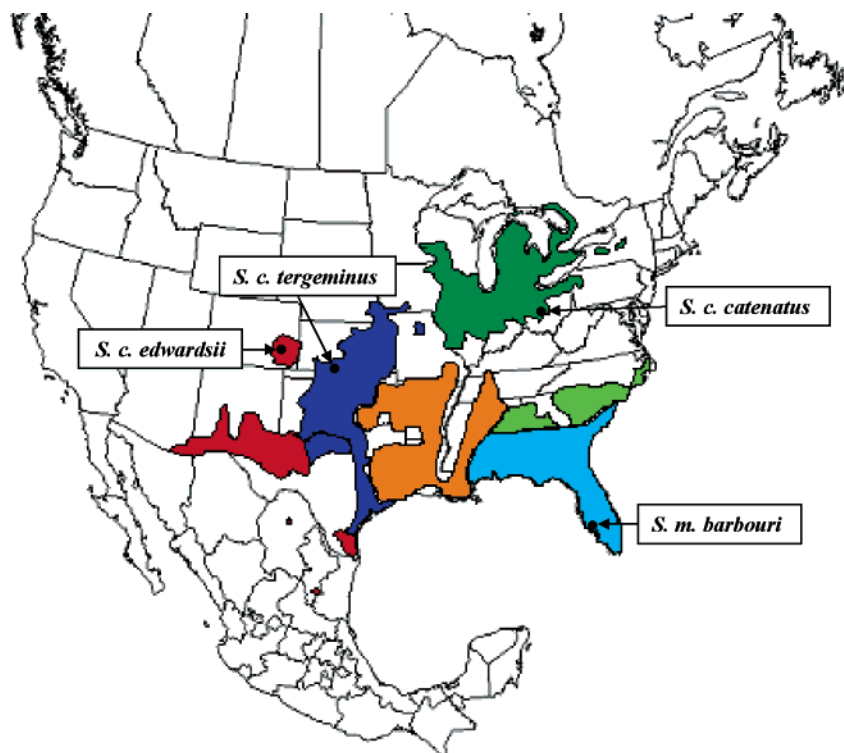 S. c. tergeminus
S. c. catenatus
S. c. edwardsii
S. m. barbouri